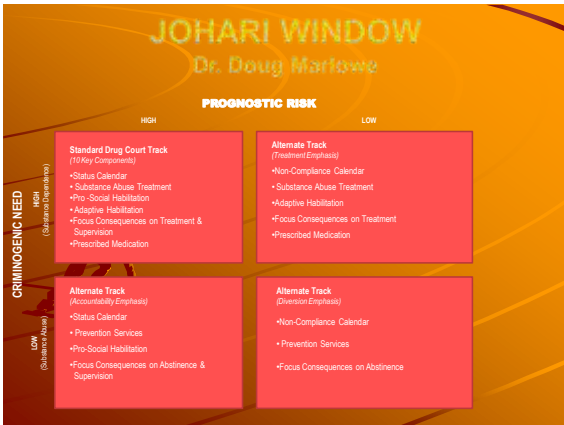 JOHARI WINDOW
Dr. Doug Marlowe
PROGNOSTIC RISK
HIGH
LOW
CRIMINOGENIC NEED
HIGH
(Substance Dependence)
Standard Drug Court Track
(10 Key Components)
•Status Calendar
• Substance Abuse Treatment
•Pro -Social Habilitation
• Adaptive Habilitation
•Focus Consequences on Treatment &
Supervision
•Prescribed Medication
Alternate Track
(Treatment Emphasis)
•Non-Compliance Calendar
• Substance Abuse Treatment
•Adaptive Habilitation
•Focus Consequences on Treatment
•Prescribed Medication
LOW
(Substance Abuse)
Alternate Track
(Accountability Emphasis)
•Status Calendar
• Prevention Services
•Pro-Social Habilitation
•Focus Consequences on Abstinence &
Supervision
Alternate Track
(Diversion Emphasis)
•Non-Compliance Calendar
• Prevention Services
•Focus Consequences on Abstinence